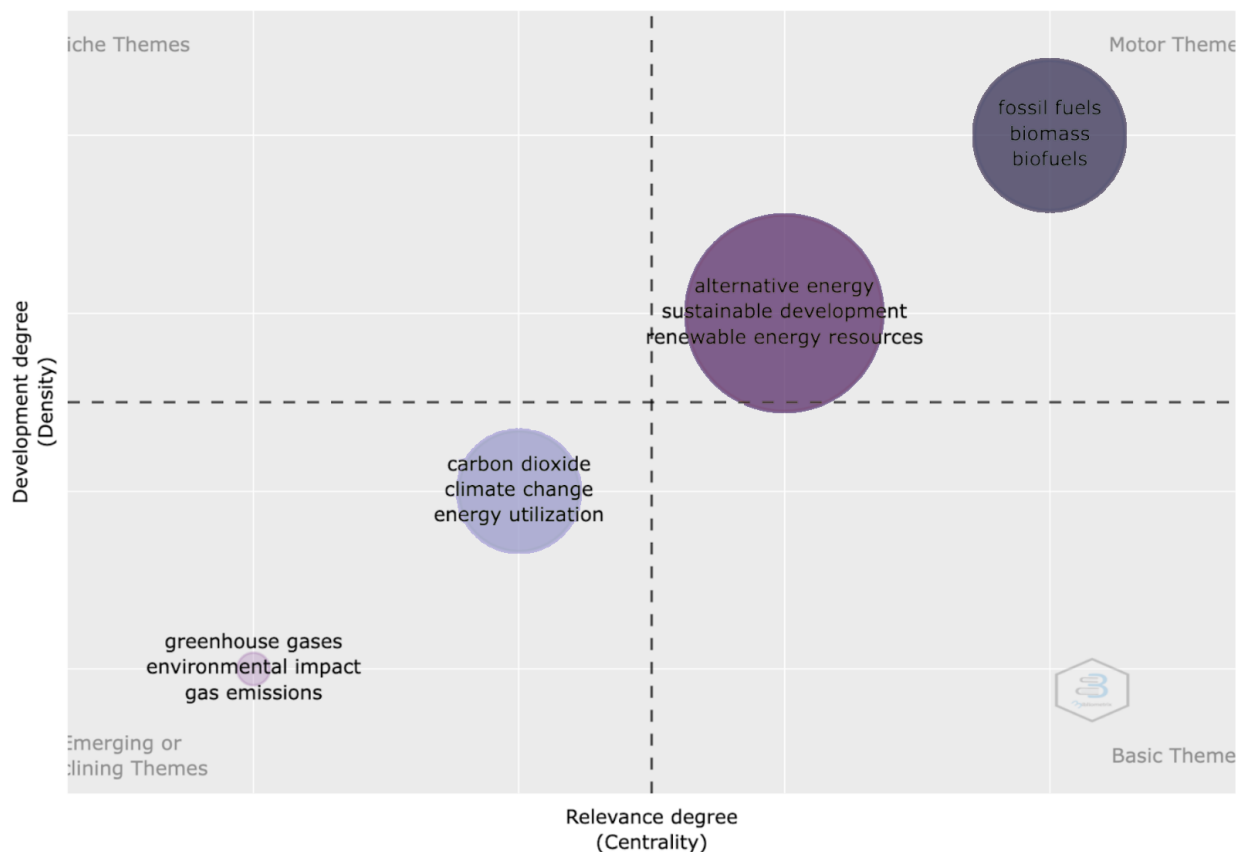 iche Themes
Motor Theme
fossil fuels
biomass
biofuels
alternative energy
sustainable development
renewable energy resources
Development degree
(Density)
carbon dioxide
climate change
energy utilization
greenhouse gases
environmental impact
gas emissions
Emerging or
clining Themes
Basic Theme
Relevance degree
(Centrality)